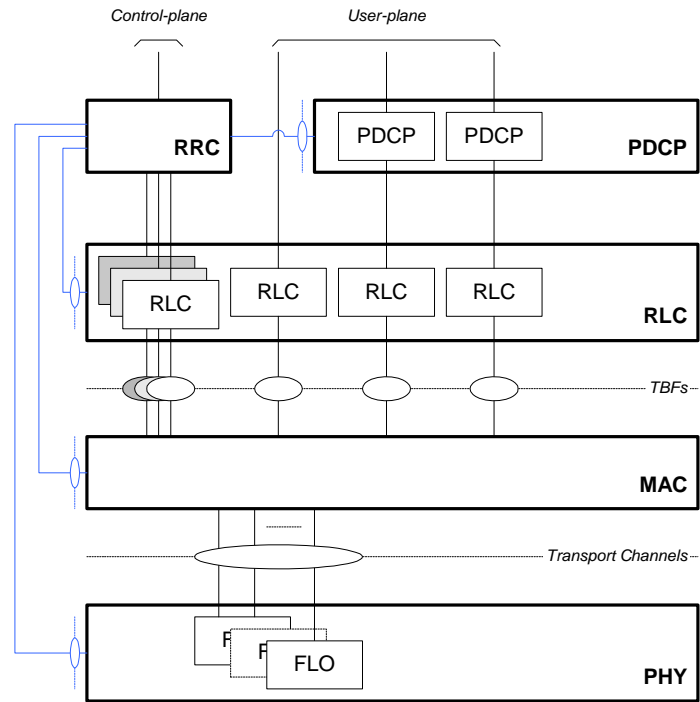 Control-plane
User-plane
RRC
PDCP
PDCP
PDCP
RLC
RLC
RLC
RLC
RLC
TBFs
MAC
Transport Channels
F
F
FLO
PHY